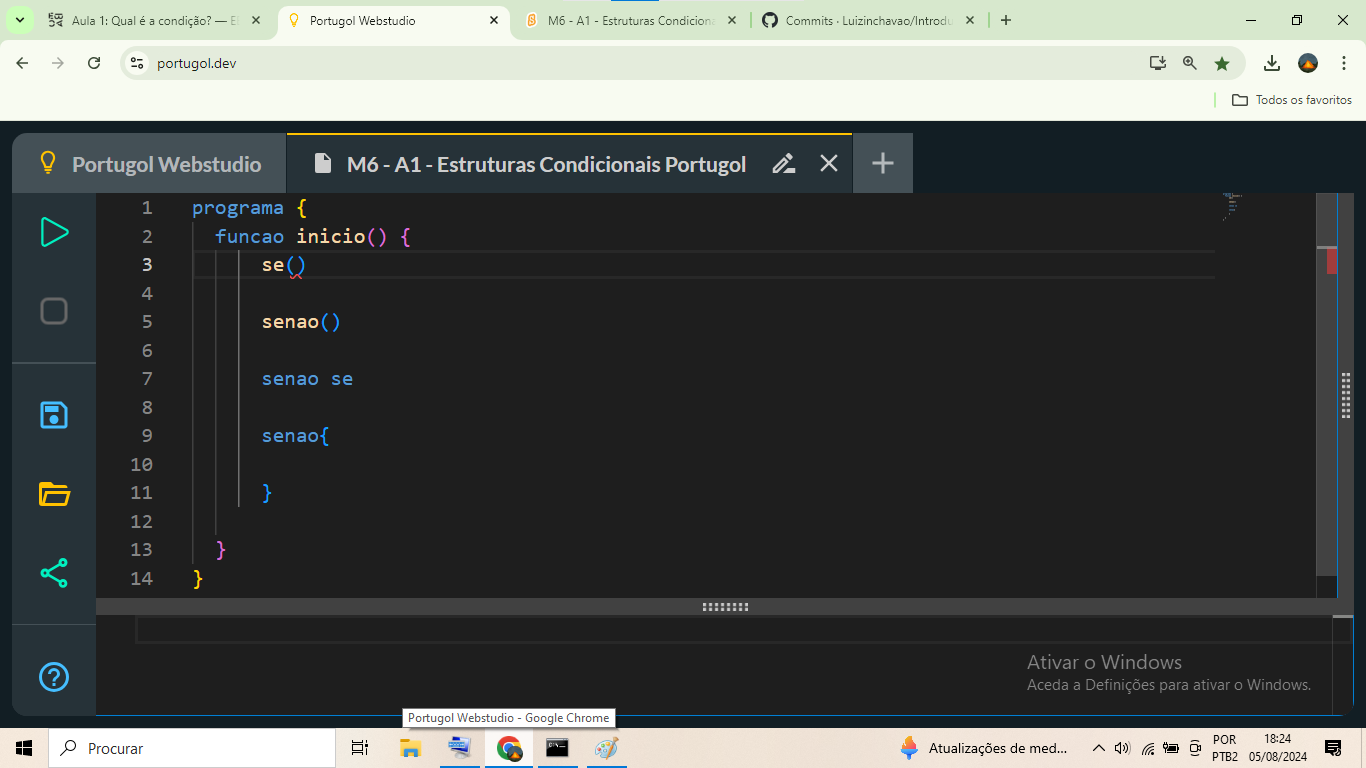 Aula 1: Qual é a condição? — El
Portugol Webstudio
M6 - A1 - Estruturas Condiciona
Commits · Luizinchavao/Introdu
portugol.dev
Todos os favoritos
Portugol Webstudio
M6 - A1 - Estruturas Condicionais Portugol
1 programa {
2 funcao inicio() {
3 se()
4
5 senao()
6
7 senao se
8
9 senao{
10
11 }
12
13 }
14 }
Ativar o Windows
Aceda a Definições para ativar o Windows.
Portugol Webstudio - Google Chrome
Procurar
Atualizações de med...
POR
PTB2
18:24
05/08/2024